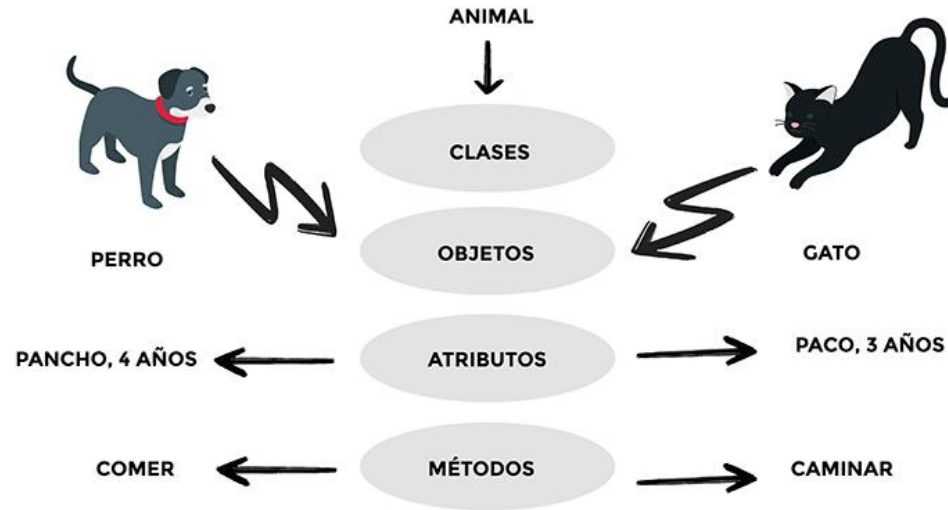 ANIMAL
CLASES
OBJETOS
PERRO
GATO
ATRIBUTOS
PANCHO, 4 AÑOS
PACO, 3 AÑOS
MÉTODOS
COMER
CAMINAR